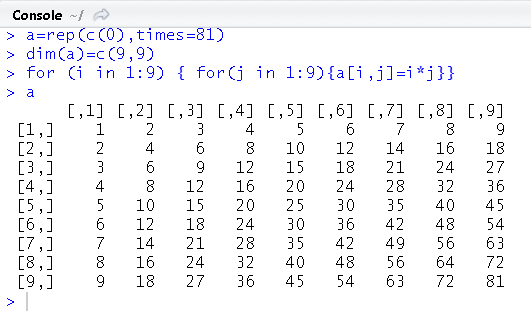 Console ~/
> a=rep(c(0),times=81)
> dim(a)=c(9,9)
> for (i in 1:9) { for(j in 1:9){a[i,j]=i*j}}
> a
     [,1] [,2] [,3] [,4] [,5] [,6] [,7] [,8] [,9]
[1,]    1    2    3    4    5    6    7    8    9
[2,]    2    4    6    8   10   12   14   16   18
[3,]    3    6    9   12   15   18   21   24   27
[4,]    4    8   12   16   20   24   28   32   36
[5,]    5   10   15   20   25   30   35   40   45
[6,]    6   12   18   24   30   36   42   48   54
[7,]    7   14   21   28   35   42   49   56   63
[8,]    8   16   24   32   40   48   56   64   72
[9,]    9   18   27   36   45   54   63   72   81
>